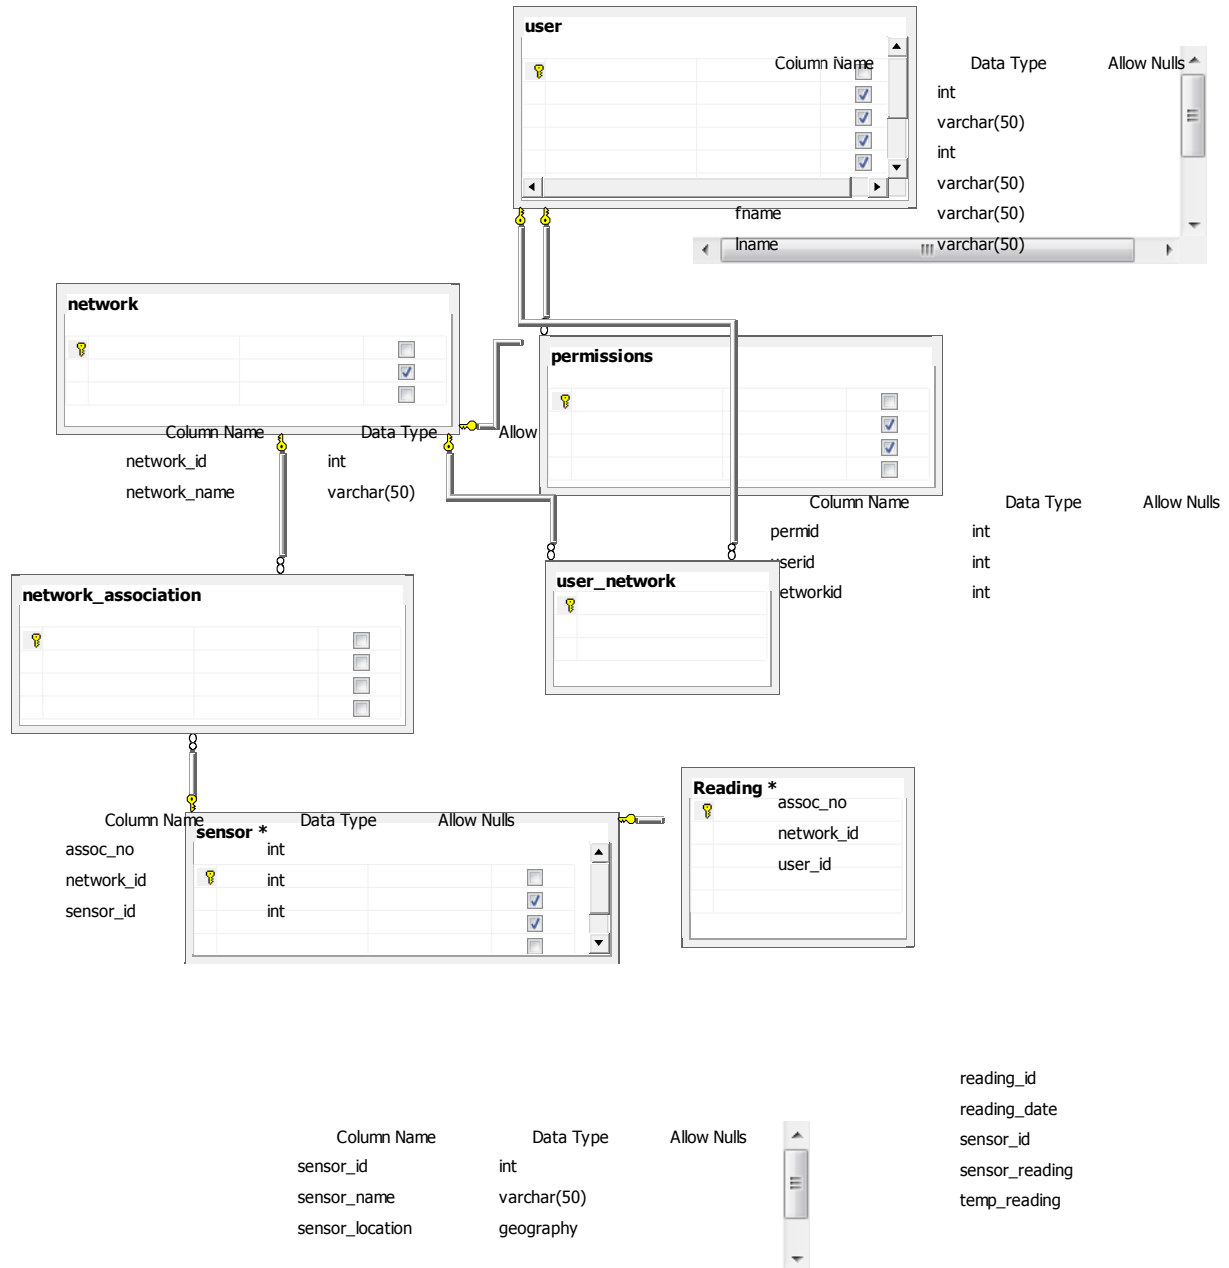 user
Column Name Data Type Allow Nulls
int
varchar(50)
int
varchar(50)
fname varchar(50)
lname varchar(50)
network
permissions
Column Name Data Type Allow
network_id int
network_name varchar(50)
Column Name Data Type Allow Nulls
permid int
userid int
etworkid int
user_network
network_association
Reading *
assoc_no
network_id
user_id
sensor *
Column Name Data Type Allow Nulls
assoc_no int
network_id int
sensor_id int
reading_id
reading_date
sensor_id
sensor_reading
temp_reading
Column Name Data Type Allow Nulls
sensor_id int
sensor_name varchar(50)
sensor_location geography